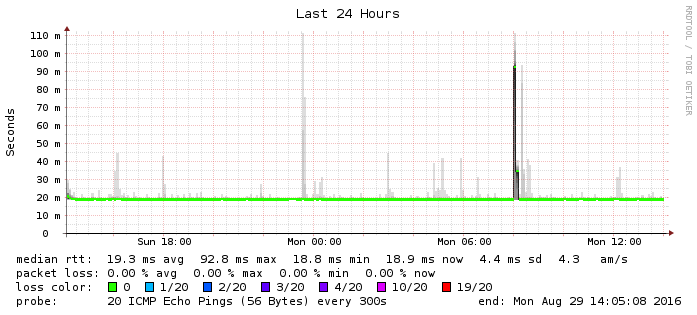 Last 24 Hours
RRDTOOL / TOBI OETIKER
Seconds
110 m
100 m
90 m
80 m
70 m
60 m
50 m
40 m
30 m
20 m
10 m
0
Sun 18:00 Mon 00:00 Mon 06:00 Mon 12:00
median rtt: 19.3 ms avg 92.8 ms max 18.8 ms min 18.9 ms now 4.4 ms sd 4.3 am/s
packet loss: 0.00 % avg 0.00 % max 0.00 % min 0.00 % now
loss color: 0 1/20 2/20 3/20 4/20 10/20 19/20
probe: 20 ICMP Echo Pings (56 Bytes) every 300s end: Mon Aug 29 14:05:08 2016